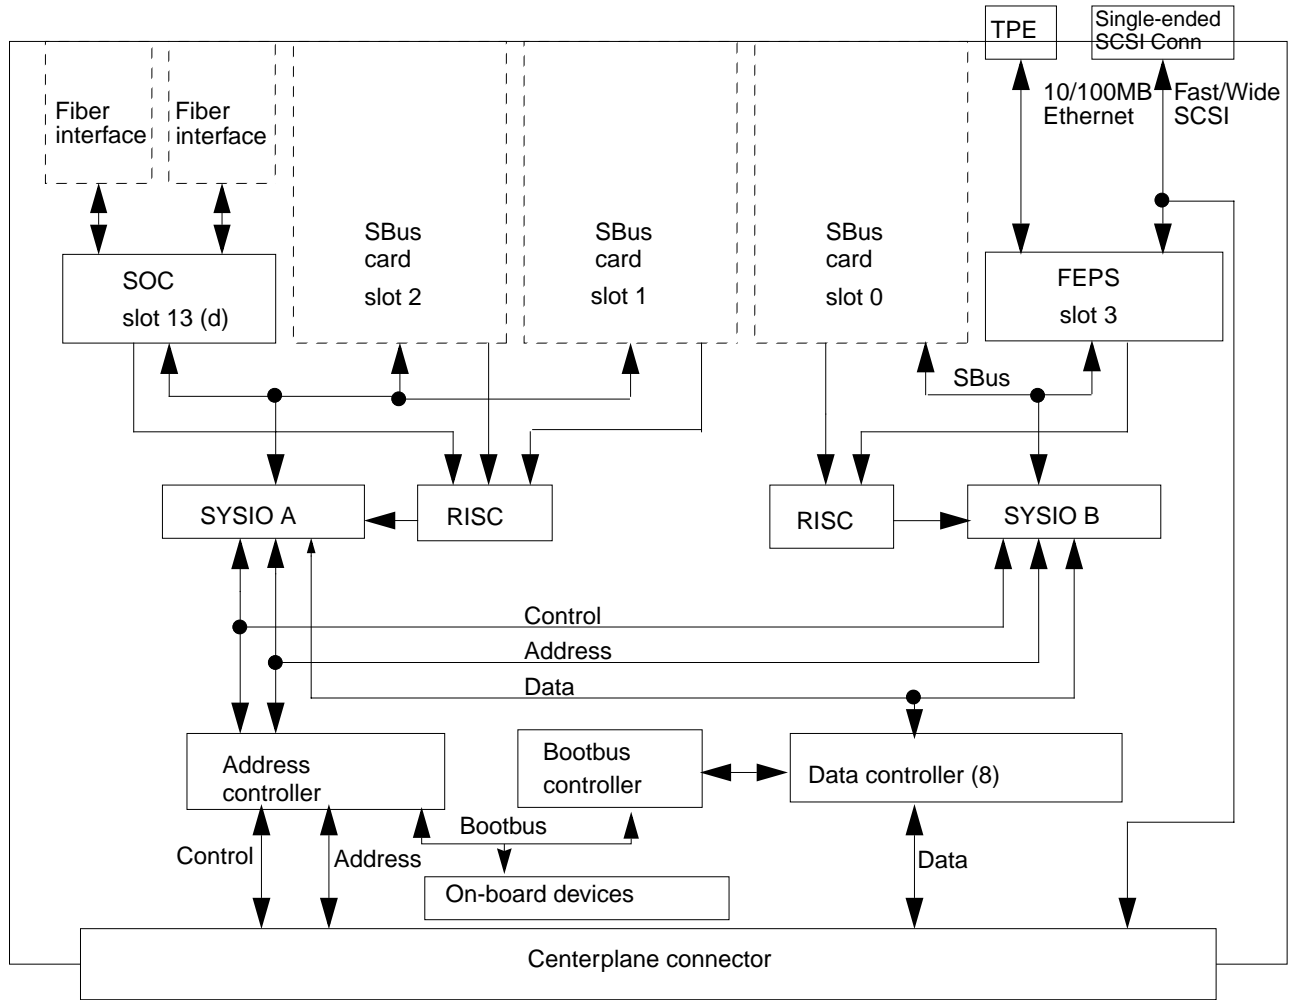 TPE
Single-ended
SCSI Conn
Fiber
interface
Fiber
interface
10/100MB
Ethernet
Fast/Wide
SCSI
SBus
card
slot 2
SBus
card
slot 1
SBus
card
slot 0
SOC
slot 13 (d)
FEPS
slot 3
SBus
SYSIO A
RISC
RISC
SYSIO B
Control
Address
Data
Address
controller
Bootbus
controller
Data controller (8)
Bootbus
Control
Address
Data
On-board devices
Centerplane connector